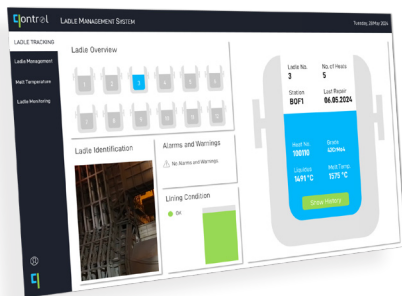 Qontrol
LADLE MANAGEMENT SYSTEM
Tuesday, 28 May 2024
LADLE TRACKING
Ladle Management
Melt Temperature
Ladle Monitoring
Ladle Overview
1 2 3 4 5 6
7 8 9 10 11 12
Ladle Identification
Alarms and Warnings
No Alarms and Warnings
Lining Condition
On
Ladle No.
3
No. of Heats
5
Station
BOF1
Last Repair
06.05.2024
Heat No.
100110
Grade
Liquidus
1491 °C
Melt Temp
1575 °C
Show History